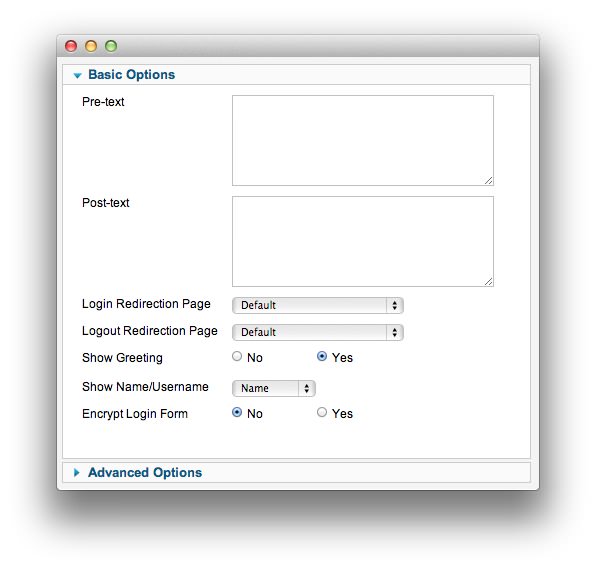 Basic Options
Pre-text
Post-text
Login Redirection Page Default
Logout Redirection Page Default
Show Greeting No Yes
Show Name/Username Name
Encrypt Login Form No Yes
Advanced Options